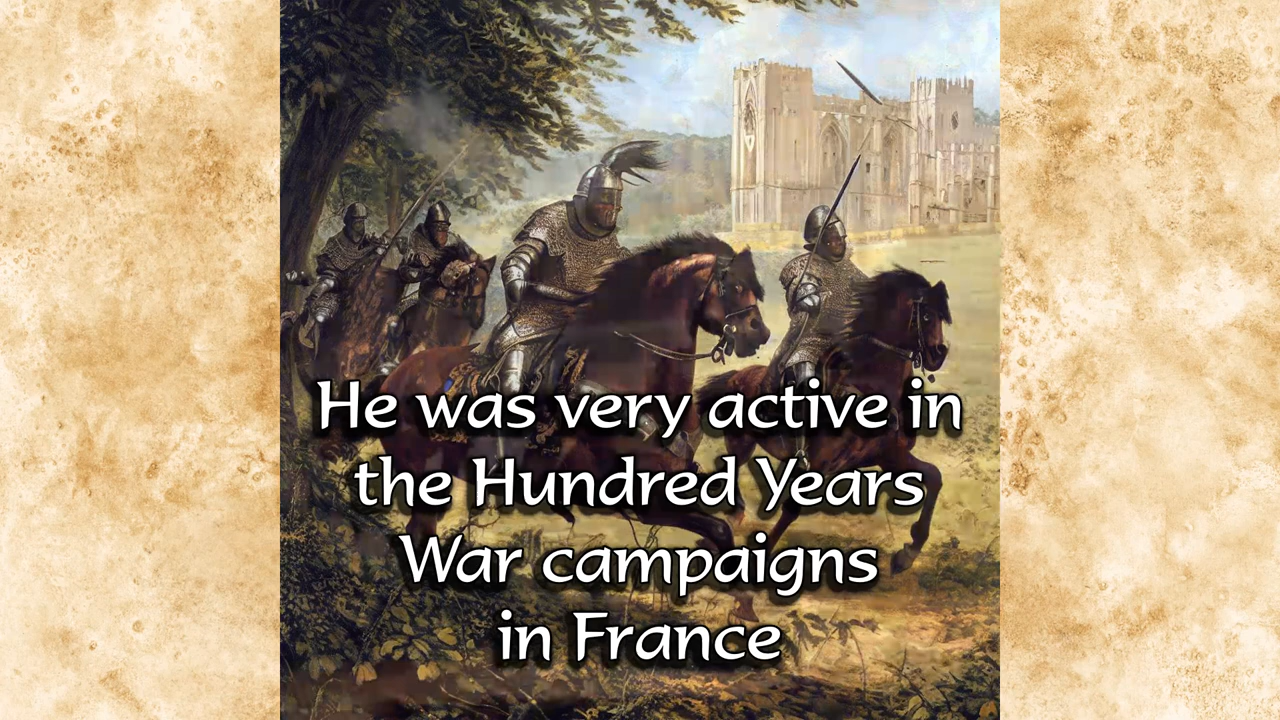 He was very active in
the Hundred Years
War campaigns
in France